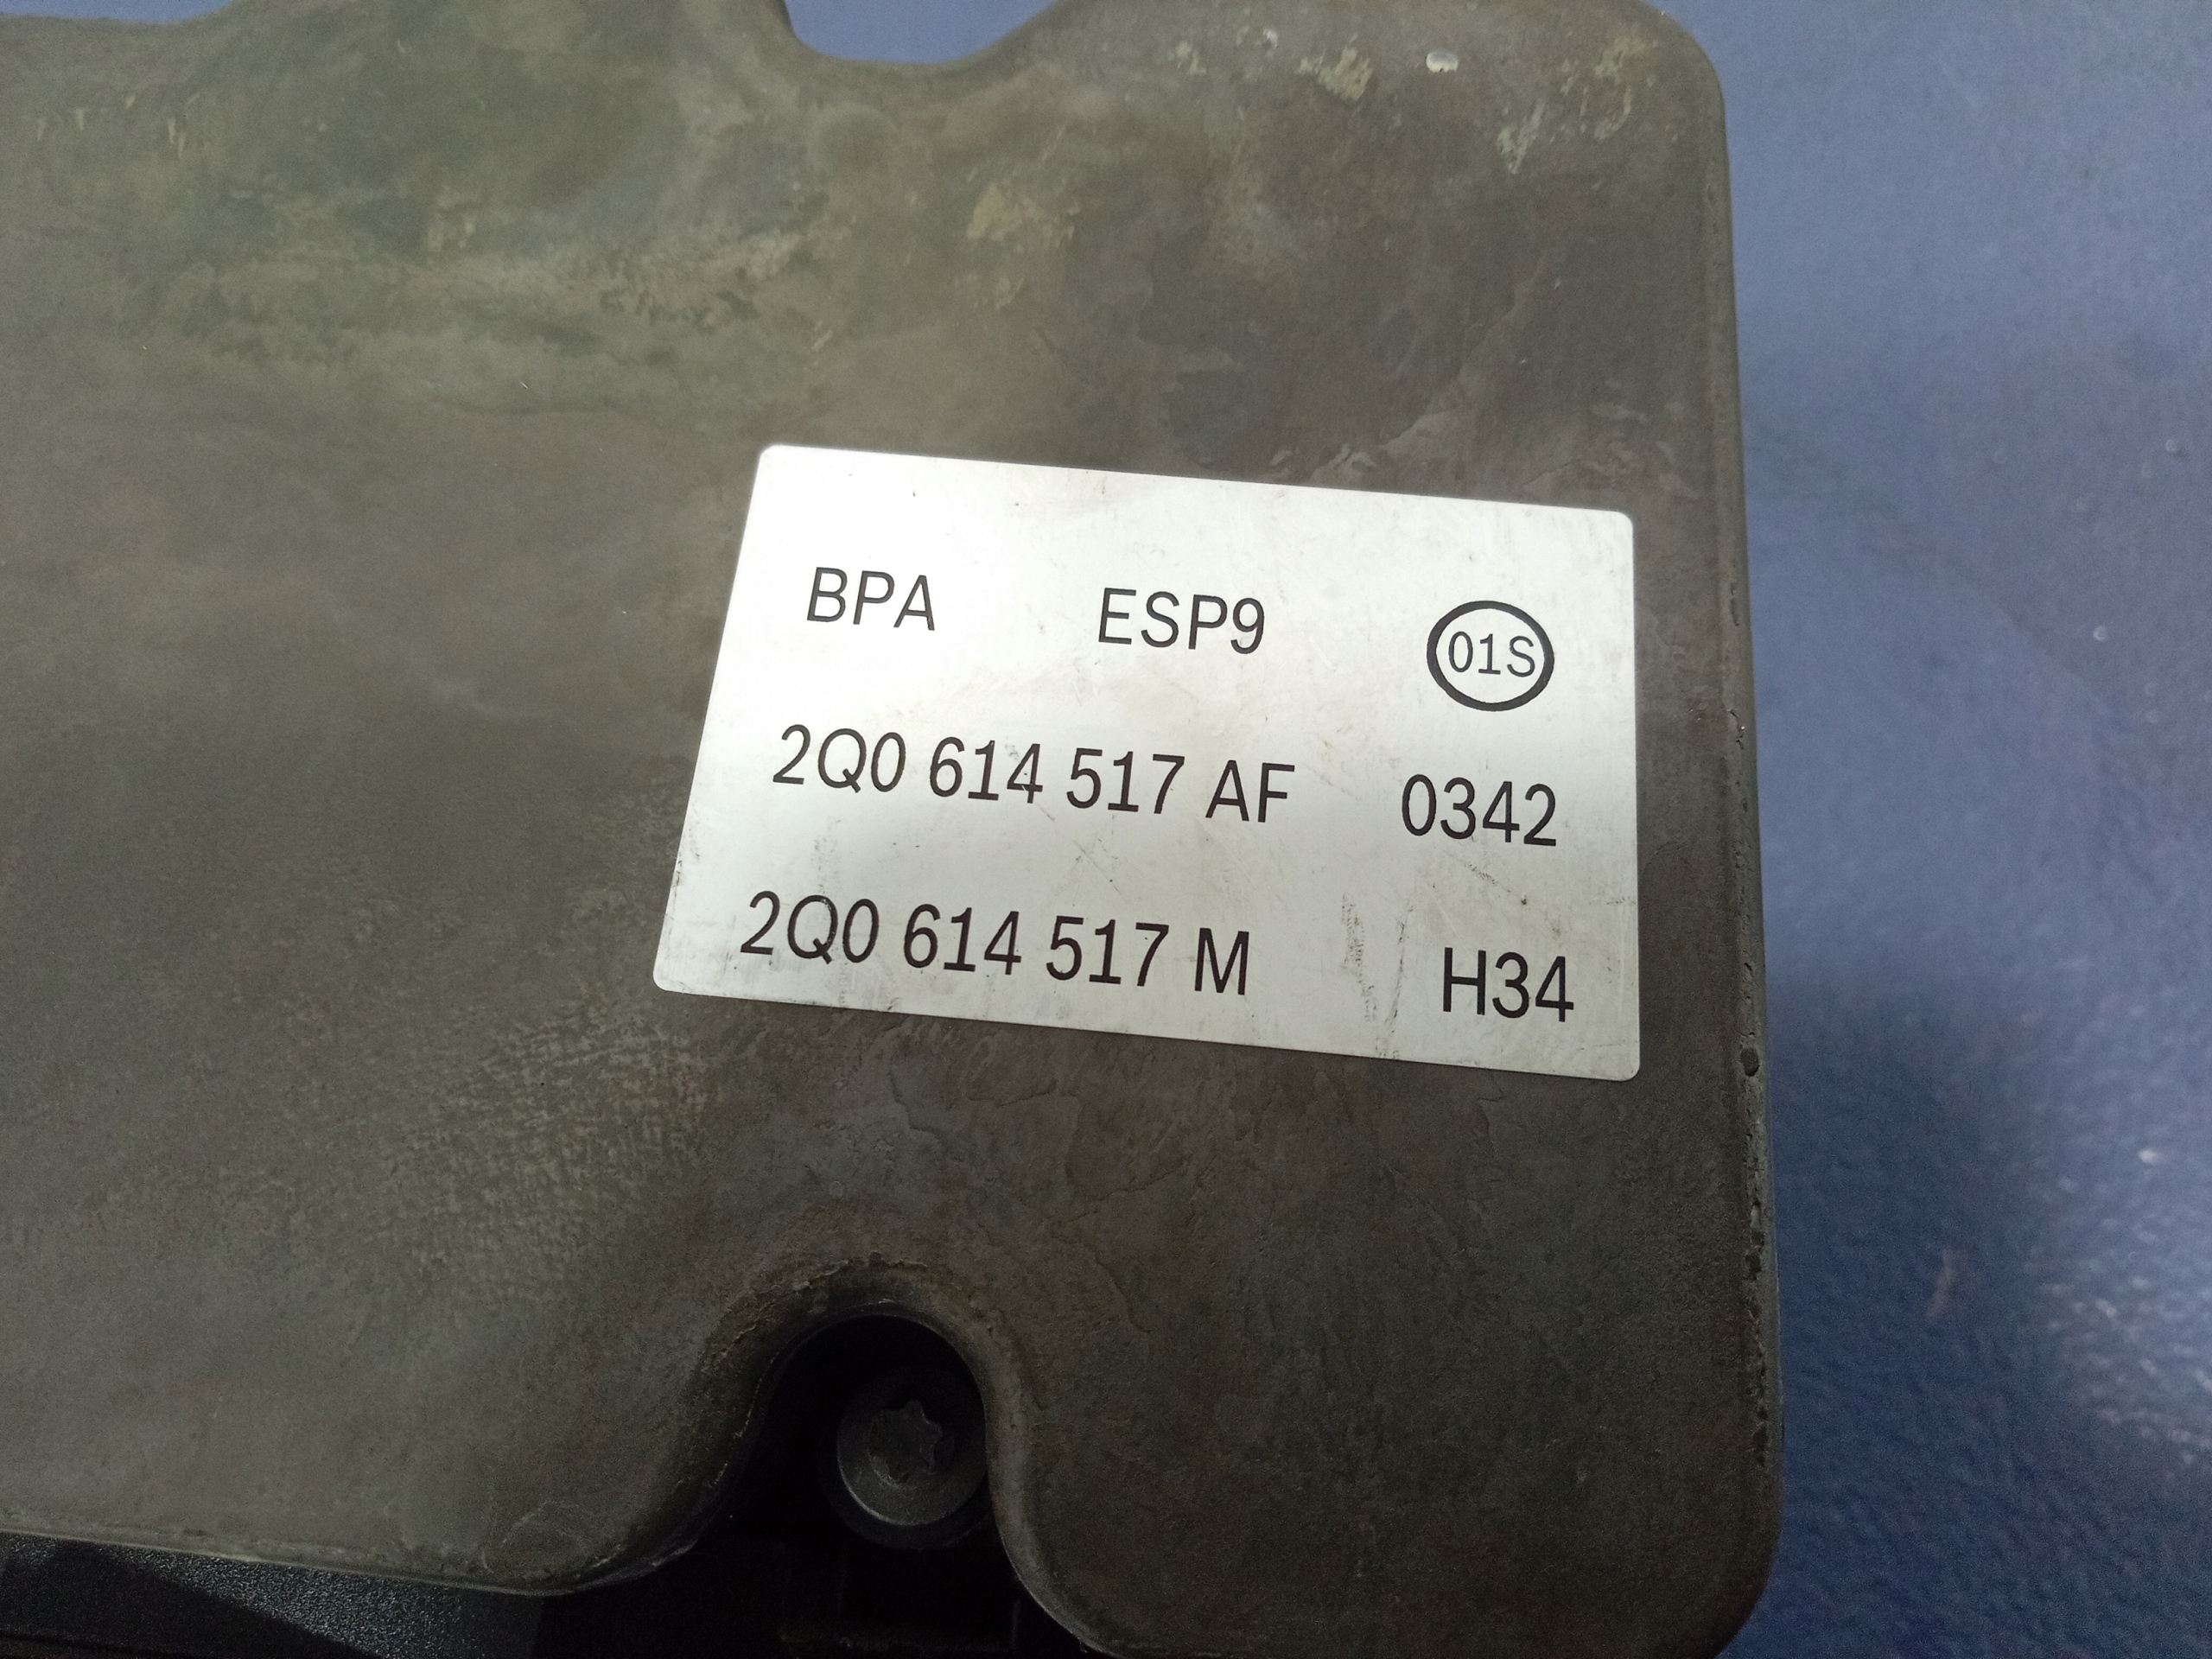 BPA ESP9 01S
2Q0 614 517 AF 0342
2Q0 614 517 M H34